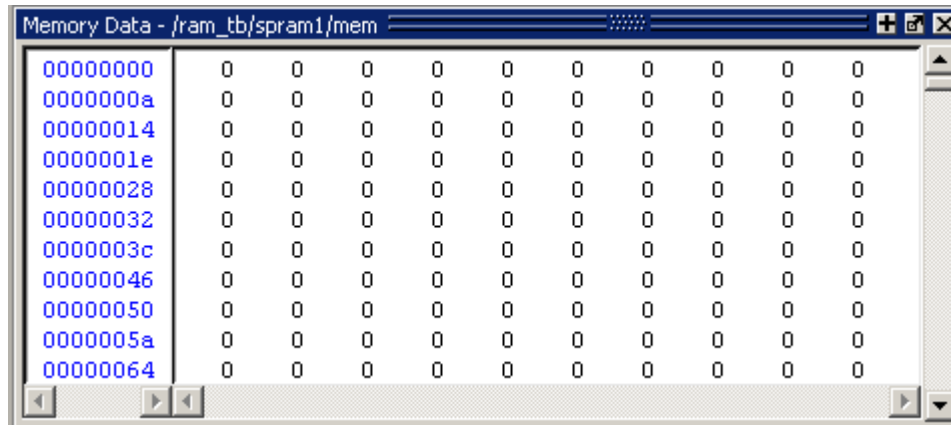 Memory Data - /ram_tb/spram1/mem
00000000 0 0 0 0 0 0 0 0 0 0
0000000a 0 0 0 0 0 0 0 0 0 0
00000014 0 0 0 0 0 0 0 0 0 0
0000001e 0 0 0 0 0 0 0 0 0 0
00000028 0 0 0 0 0 0 0 0 0 0
00000032 0 0 0 0 0 0 0 0 0 0
0000003c 0 0 0 0 0 0 0 0 0 0
00000046 0 0 0 0 0 0 0 0 0 0
00000050 0 0 0 0 0 0 0 0 0 0
0000005a 0 0 0 0 0 0 0 0 0 0
00000064 0 0 0 0 0 0 0 0 0 0